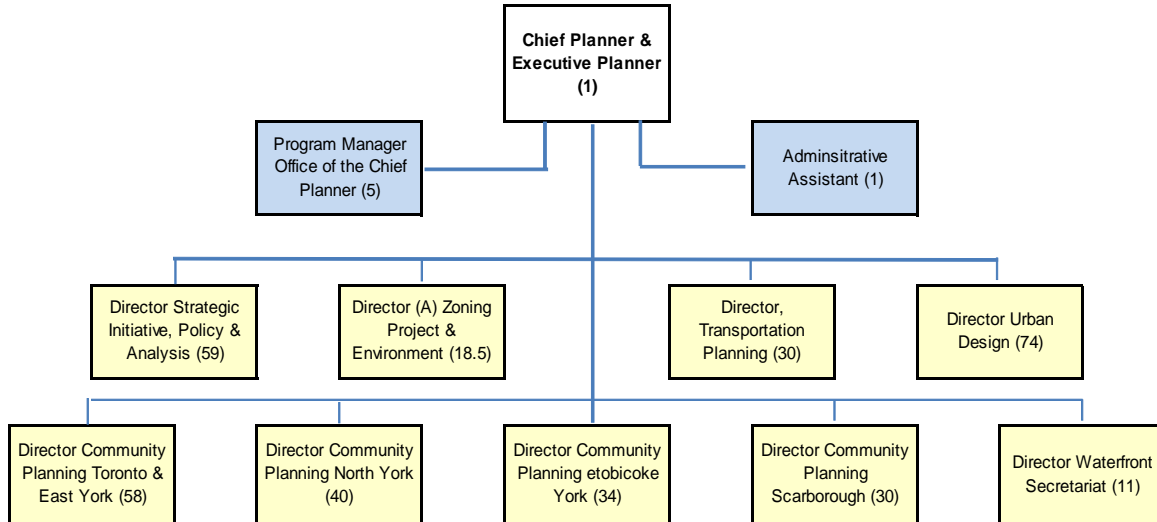 Chief Planner &
Executive Planner
(1)
Program Manager
Office of the Chief
Planner (5)
Adminsitrative
Assistant (1)
Director Strategic
Initiative, Policy &
Analysis (59)
Director (A) Zoning
Project &
Environment (18.5)
Director,
Transportation
Planning (30)
Director Urban
Design (74)
Director Community
Planning Toronto &
East York (58)
Director Community
Planning North York
(40)
Director Community
Planning etobicoke
York (34)
Director Community
Planning
Scarborough (30)
Director Waterfront
Secretariat (11)